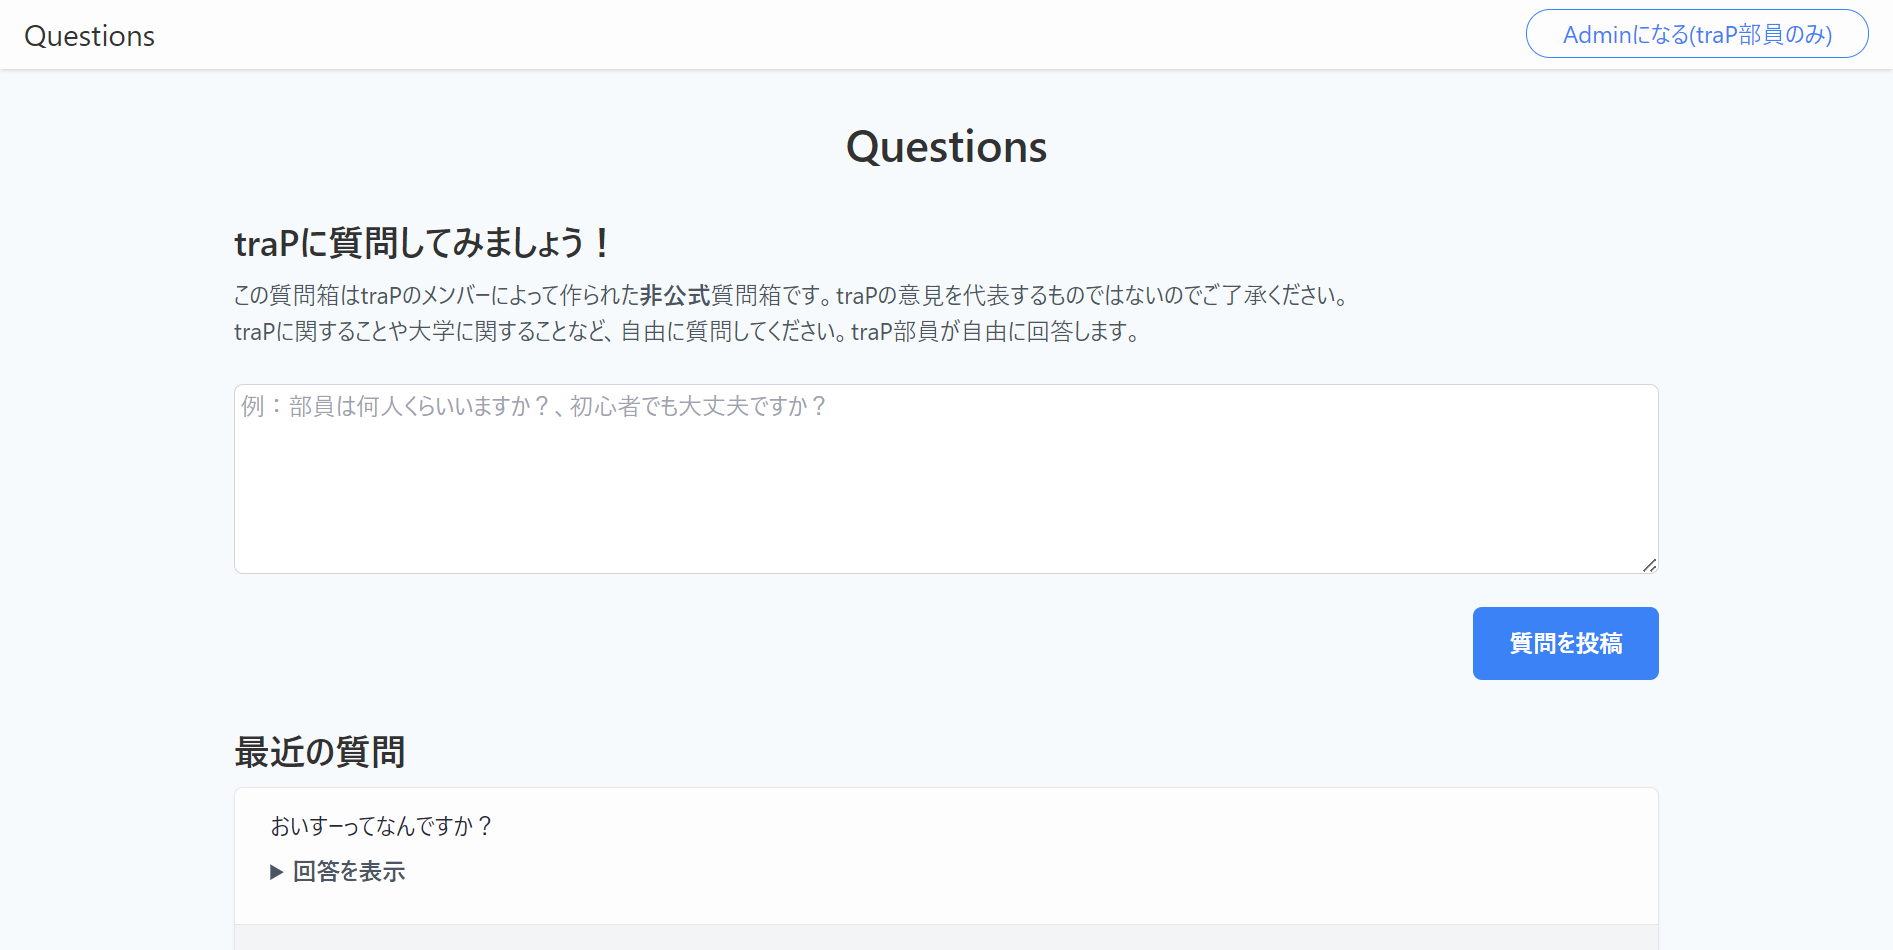 Questions
Adminになる(traP部員のみ)
Questions
traPに質問してみましょう！
この質問箱はtraPのメンバーによって作られた非公式質問箱です。traPの意見を代表するものではないのでご了承ください。
traPに関することや大学に関することなど、自由に質問してください。traP部員が自由に回答します。
例：部員は何人くらいいますか？、初心者でも大丈夫ですか？
質問を投稿
最近の質問
おいすーってなんですか？
▶ 回答を表示